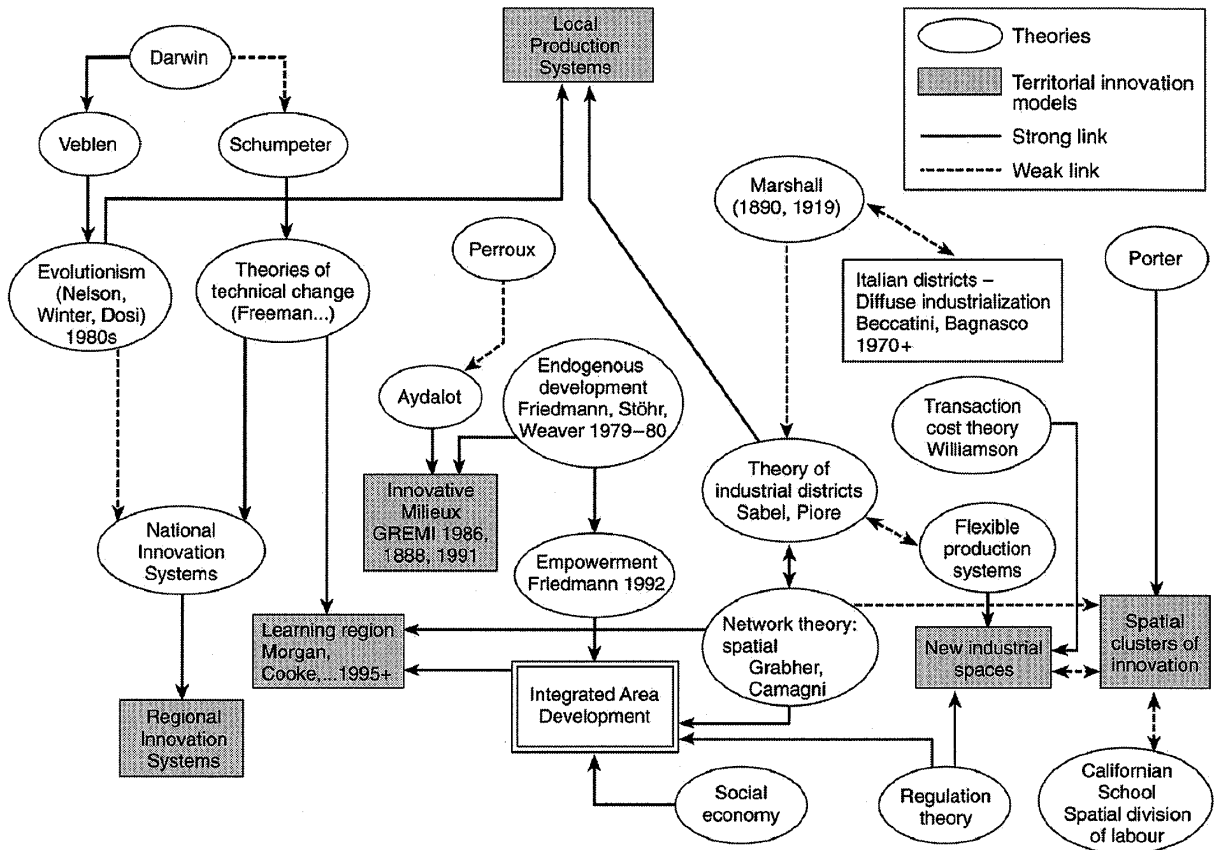 Darwin
Local
Production
Systems
Theories
Territorial innovation
models
Strong link
Weak link
Veblen
Schumpeter
Marshall
(1890, 1919)
Perroux
Porter
Evolutionism
(Nelson,
Winter, Dosi)
1980s
Theories of
technical change
(Freeman...)
Italian districts –
Diffuse industrialization
Beccatini, Bagnasco
1970+
Aydalot
Endogenous
development
Friedmann, Stöhr,
Weaver 1979–80
Transaction
cost theory
Williamson
Innovative
Milieux
GREMI 1986,
1888, 1991
Theory of
industrial districts
Sabel, Piore
National
Innovation
Systems
Flexible
production
systems
Empowerment
Friedmann 1992
Learning region
Morgan,
Cooke,...1995+
Network theory:
spatial
Grabher,
Camagni
New industrial
spaces
Spatial
clusters of
innovation
Integrated Area
Development
Regional
Innovation
Systems
Social
economy
Regulation
theory
Californian
School
Spatial division
of labour